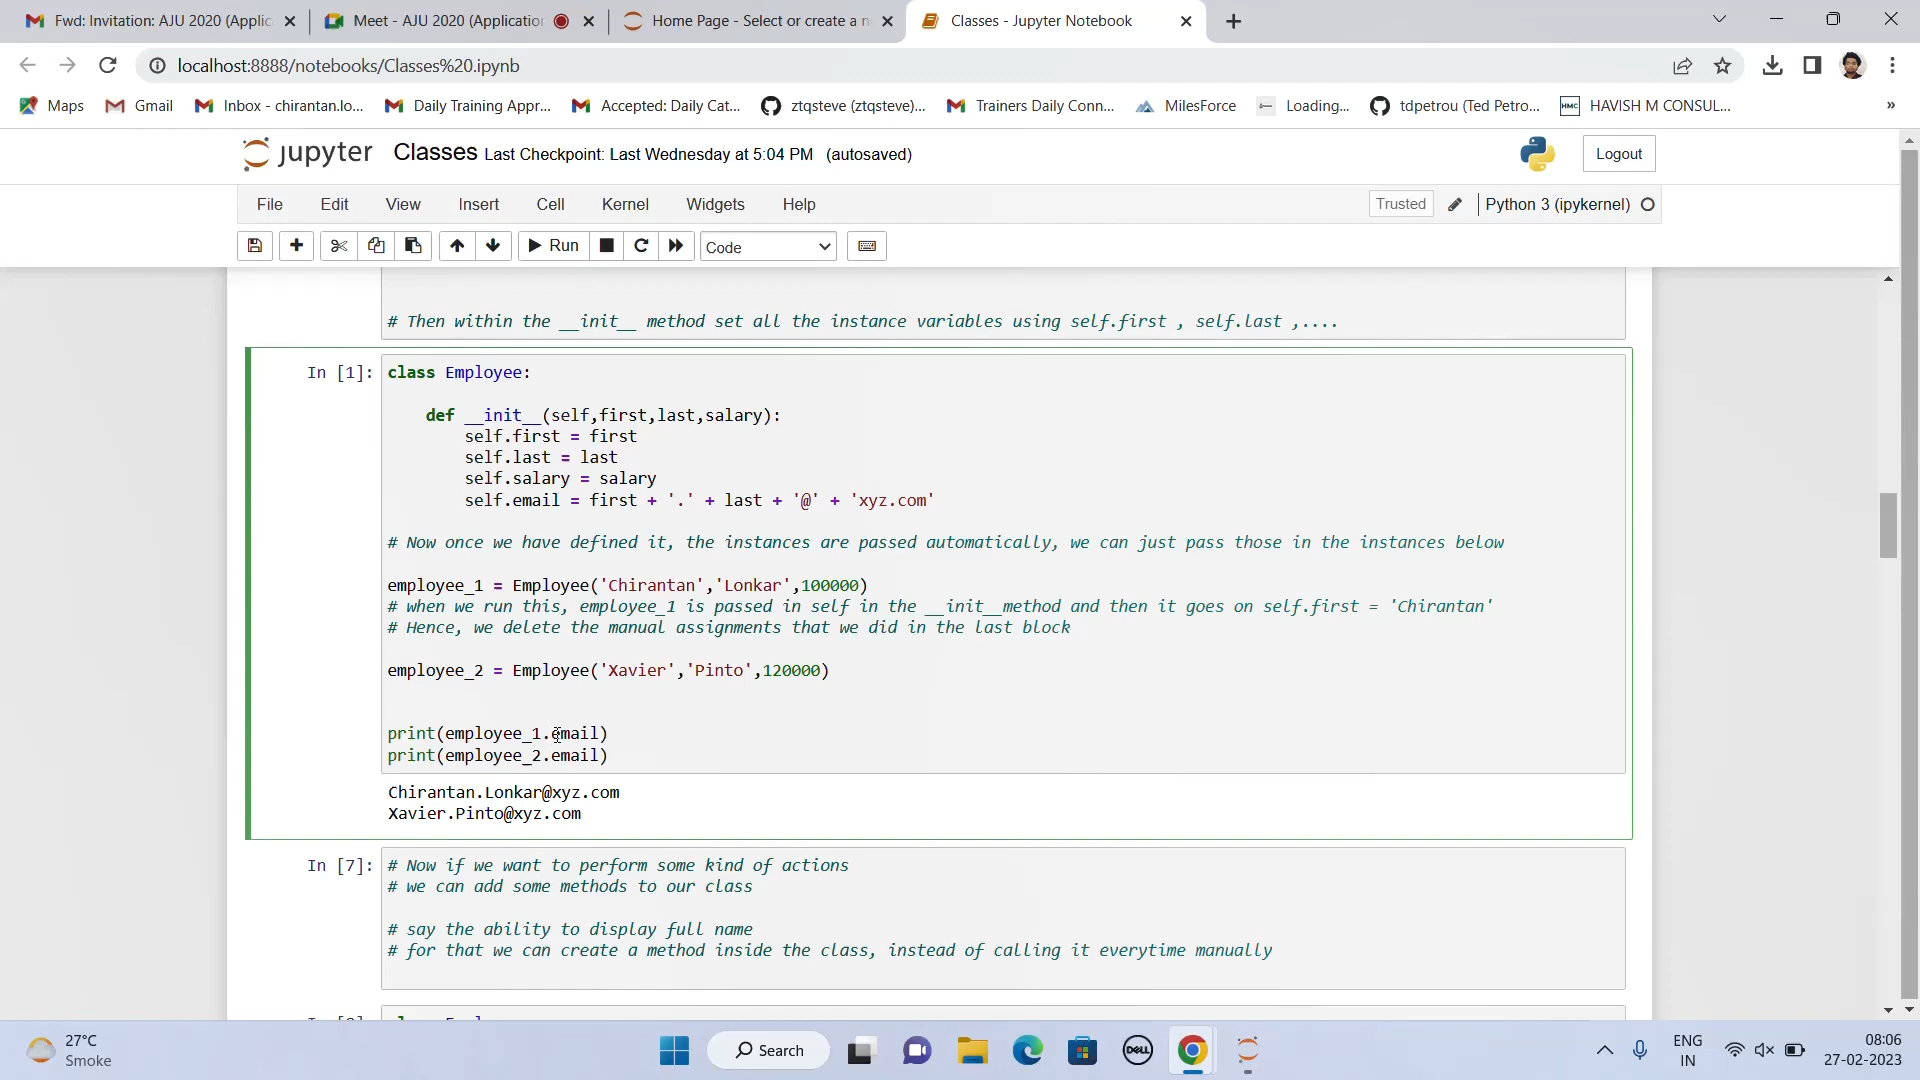 Fwd: Invitation: AJU 2020 (Applic
Meet - AJU 2020 (Application
Home Page - Select or create a n
Classes - Jupyter Notebook
localhost:8888/notebooks/Classes%20.ipynb
Maps
Gmail
Inbox - chirantan.lo...
Daily Training Appr...
Accepted: Daily Cat...
ztqsteve (ztqsteve)...
Trainers Daily Conn...
MilesForce
Loading...
tdpetrou (Ted Petro...
HMC
HAVISH M CONSUL...
»
jupyter Classes Last Checkpoint: Last Wednesday at 5:04 PM (autosaved)
Logout
File Edit View Insert Cell Kernel Widgets Help
Trusted
Python 3 (ipykernel)
Run
Code
# Then within the __init__ method set all the instance variables using self.first , self.last ,....
In [1]: class Employee:
def __init__(self,first,last,salary):
self.first = first
self.last = last
self.salary = salary
self.email = first + '.' + last + '@' + 'xyz.com'
# Now once we have defined it, the instances are passed automatically, we can just pass those in the instances below
employee_1 = Employee('Chirantan','Lonkar',100000)
# when we run this, employee_1 is passed in self in the __init__method and then it goes on self.first = 'Chirantan'
# Hence, we delete the manual assignments that we did in the last block
employee_2 = Employee('Xavier','Pinto',120000)
print(employee_1.email)
print(employee_2.email)
Chirantan.Lonkar@xyz.com
Xavier.Pinto@xyz.com
In [7]: # Now if we want to perform some kind of actions
# we can add some methods to our class
# say the ability to display full name
# for that we can create a method inside the class, instead of calling it everytime manually
27°C
Smoke
Search
DELL
ENG
IN
08:06
27-02-2023